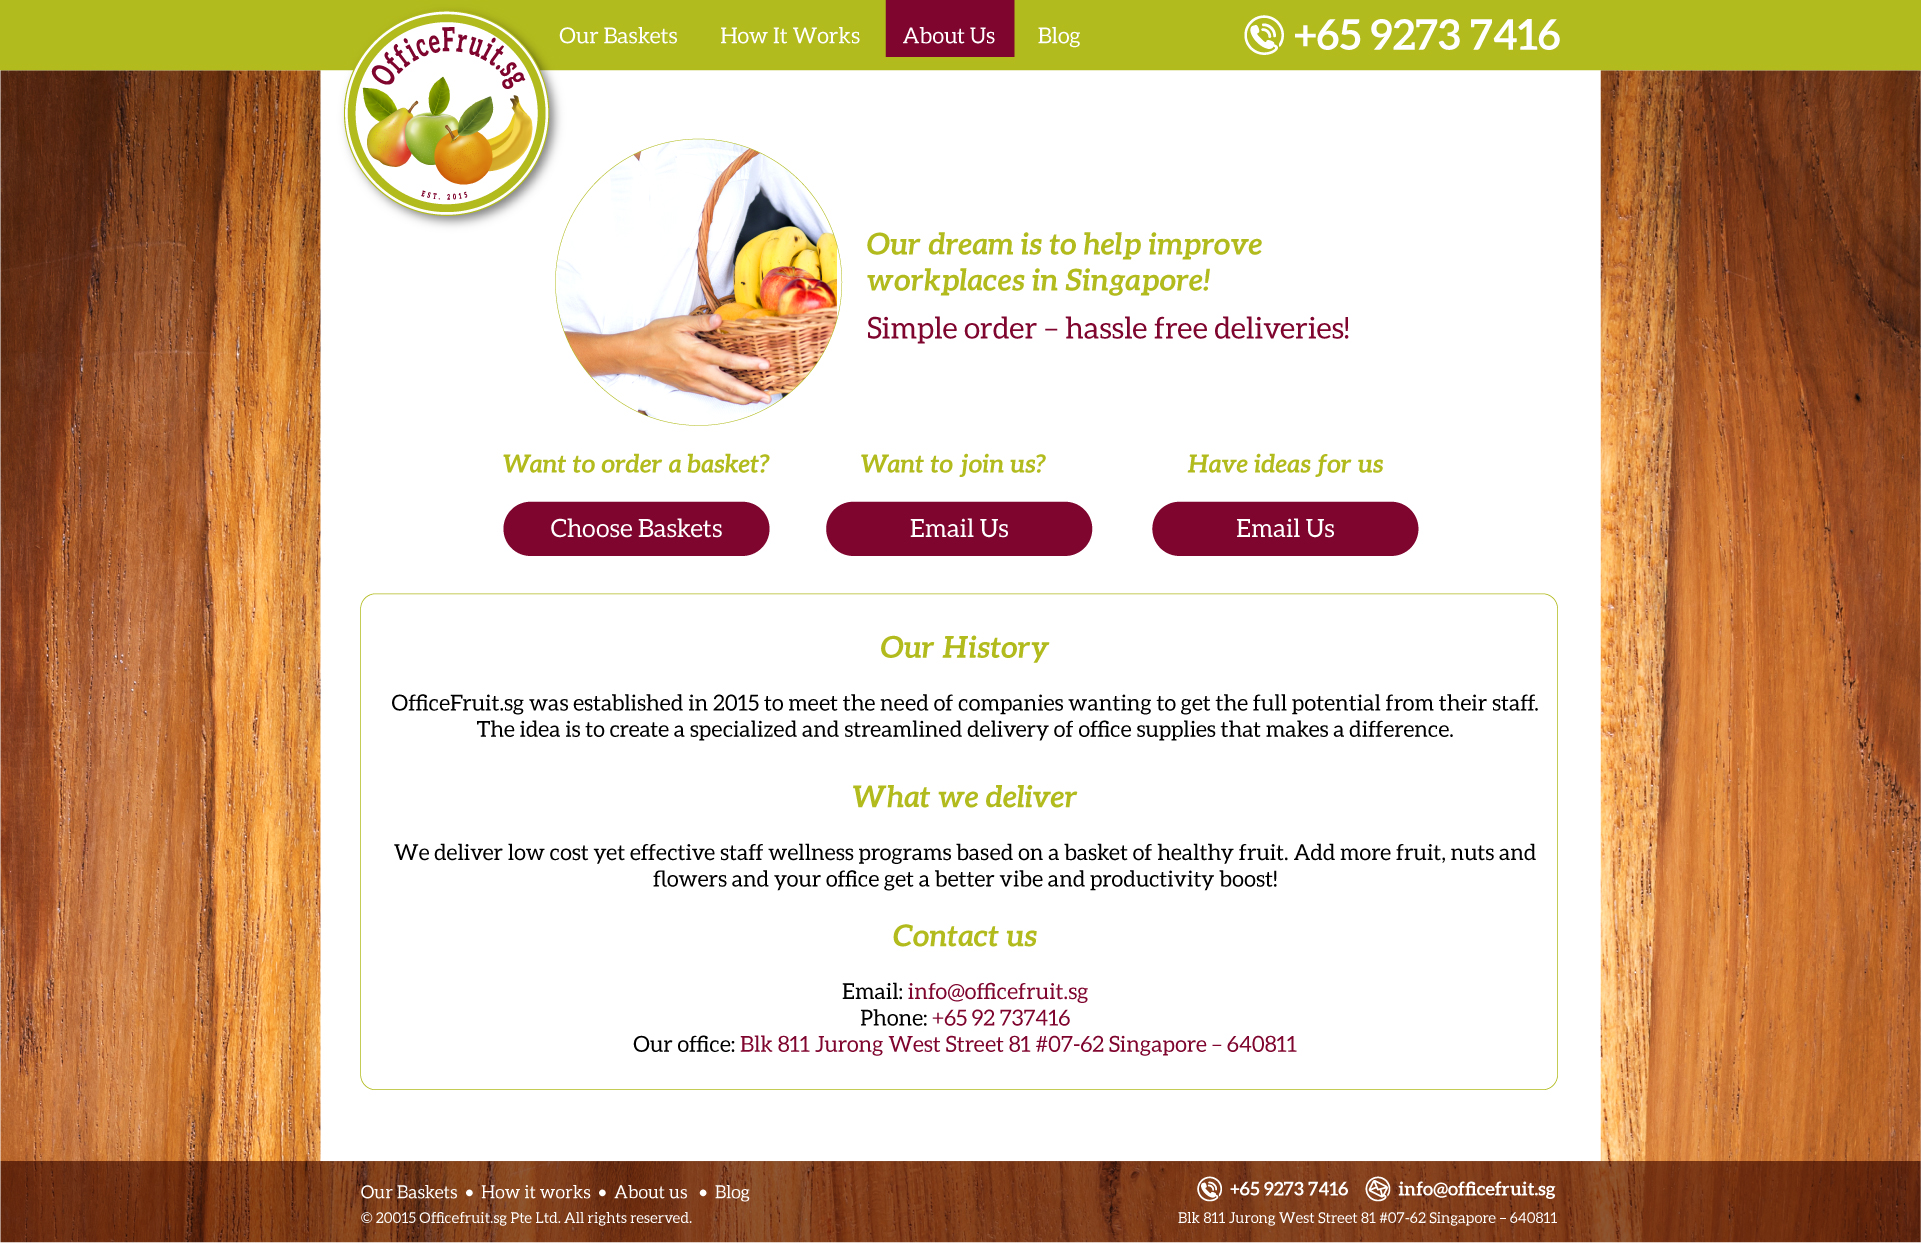 OfficeFruit.sg
EST. 2015
Our Baskets How It Works About Us Blog
+65 9273 7416
Our dream is to help improve
workplaces in Singapore!
Simple order – hassle free deliveries!
Want to order a basket?
Choose Baskets
Want to join us?
Email Us
Have ideas for us
Email Us
Our History
OfficeFruit.sg was established in 2015 to meet the need of companies wanting to get the full potential from their staff.
The idea is to create a specialized and streamlined delivery of office supplies that makes a difference.
What we deliver
We deliver low cost yet effective staff wellness programs based on a basket of healthy fruit. Add more fruit, nuts and
flowers and your office get a better vibe and productivity boost!
Contact us
Email: info@officefruit.sg
Phone: +65 92 737416
Our office: Blk 811 Jurong West Street 81 #07-62 Singapore – 640811
Our Baskets • How it works • About us • Blog
© 20015 Officefruit.sg Pte Ltd. All rights reserved.
+65 9273 7416 info@officefruit.sg
Blk 811 Jurong West Street 81 #07-62 Singapore – 640811